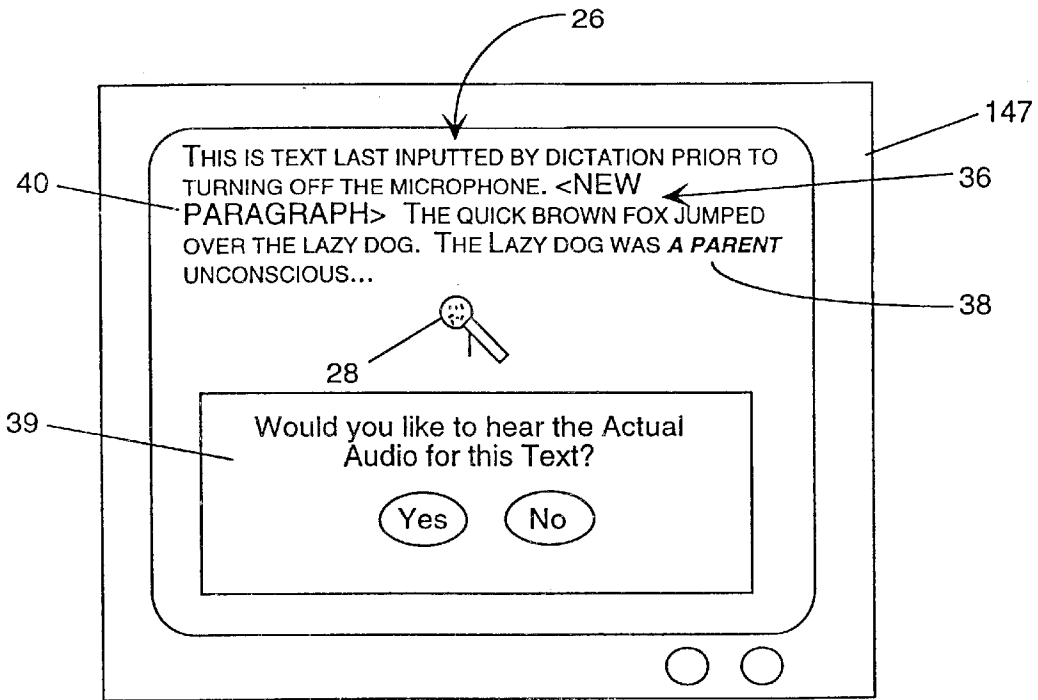 26
147
THIS IS TEXT LAST INPUTTED BY DICTATION PRIOR TO
40
TURNING OFF THE MICROPHONE. <NEW
36
PARAGRAPH> THE QUICK BROWN FOX JUMPED
OVER THE LAZY DOG. THE LAZY DOG WAS A PARENT
UNCONSCIOUS...
38
28
39
Would you like to hear the Actual
Audio for this Text?
Yes No